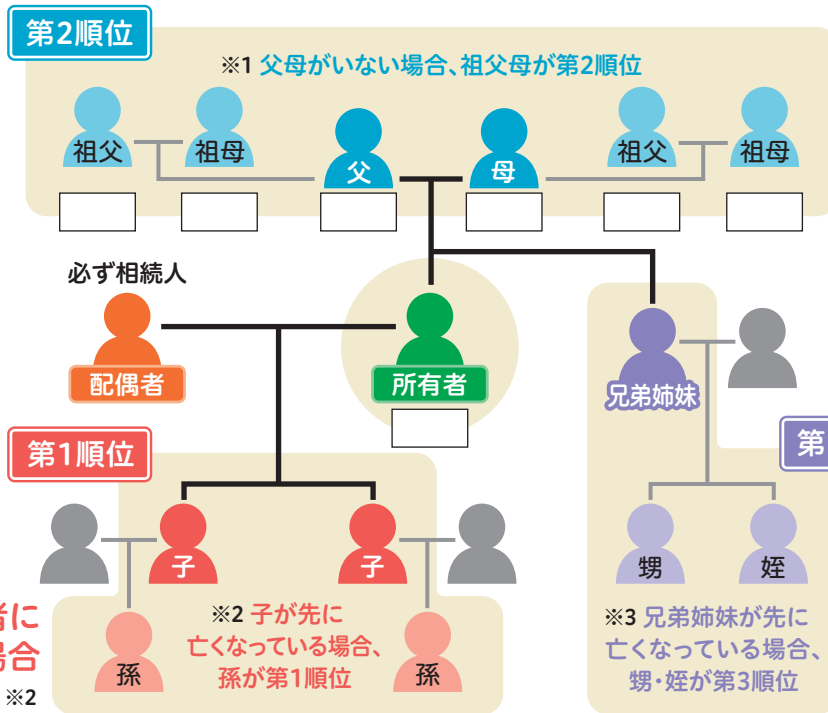 第2順位
※1 父母がいない場合、祖父母が第2順位
祖父
祖母
父
母
祖父
祖母
必ず相続人
配偶者
所有者
兄弟姉妹
第1順位
第
子
子
甥
姪
者に
場合
※2
孫
※2 子が先に
亡くなっている場合、
孫が第1順位
孫
※3 兄弟姉妹が先に
亡くなっている場合、
甥・姪が第3順位